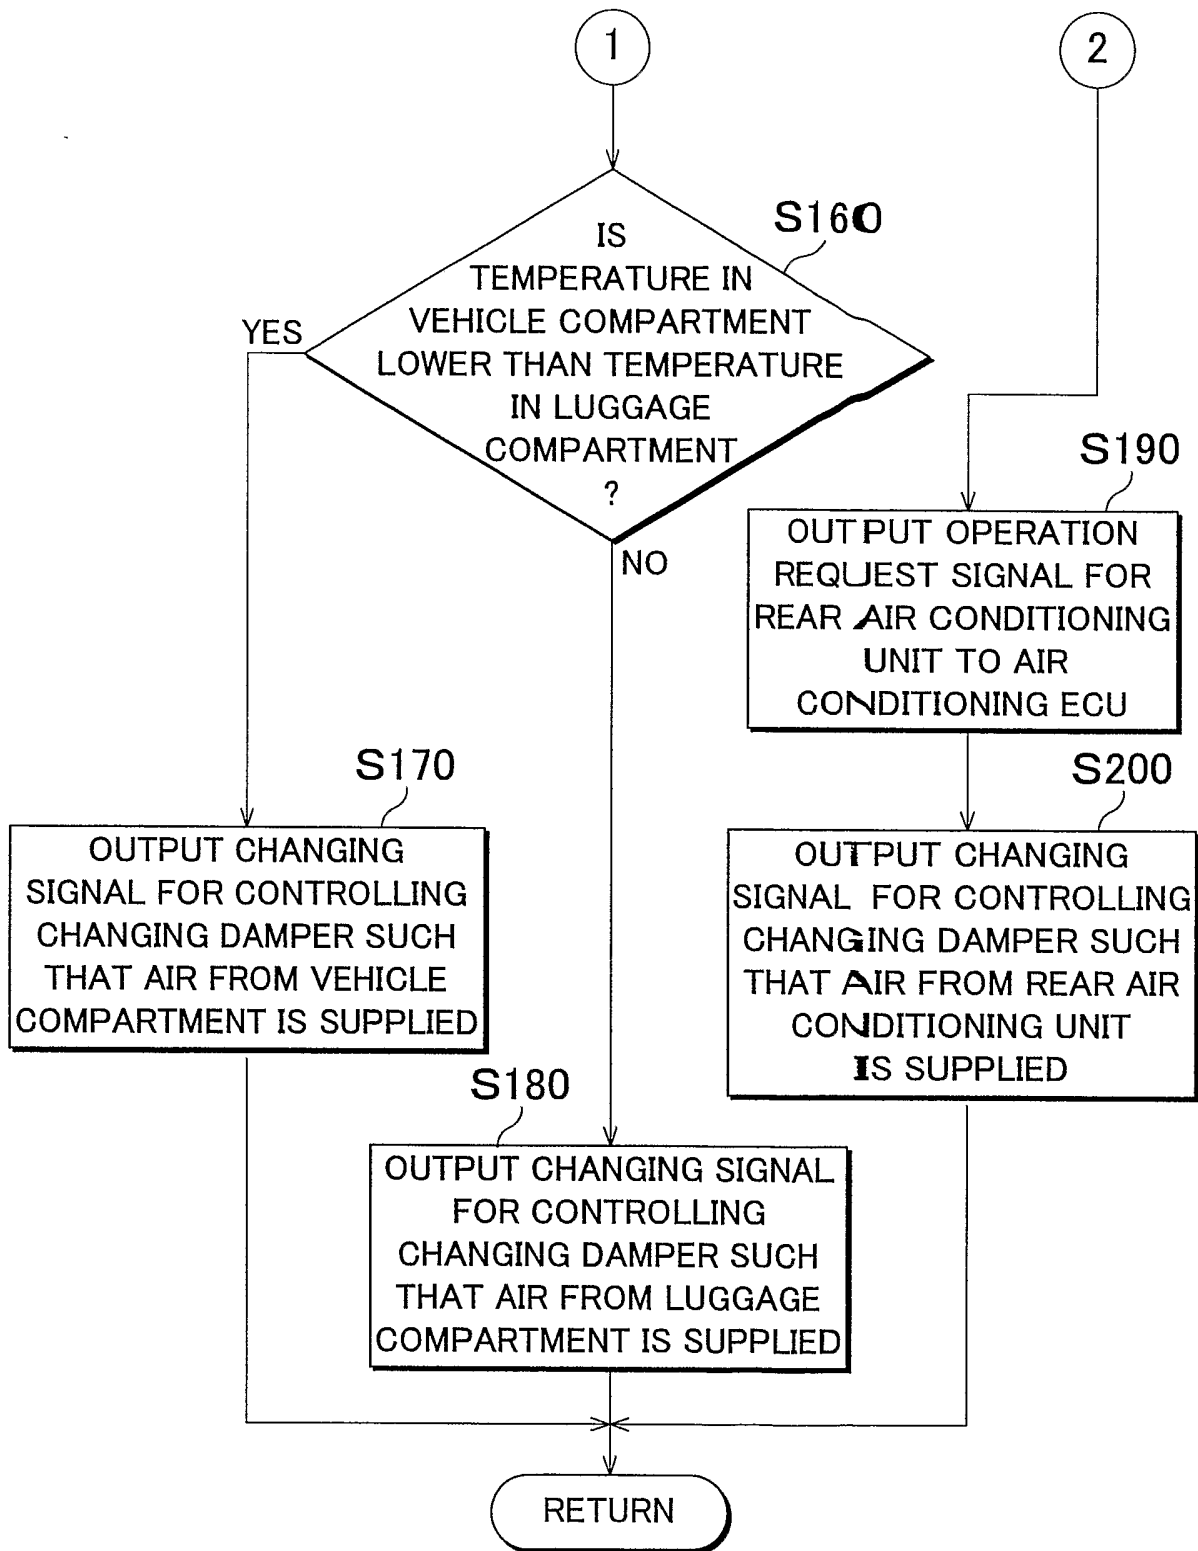 1
2
S160
IS
TEMPERATURE IN
VEHICLE COMPARTMENT
LOWER THAN TEMPERATURE
IN LUGGAGE
COMPARTMENT
?
YES
NO
S190
OUTPUT OPERATION
REQUEST SIGNAL FOR
REAR AIR CONDITIONING
UNIT TO AIR
CONDITIONING ECU
S170
OUTPUT CHANGING
SIGNAL FOR CONTROLLING
CHANGING DAMPER SUCH
THAT AIR FROM VEHICLE
COMPARTMENT IS SUPPLIED
S200
OUTPUT CHANGING
SIGNAL FOR CONTROLLING
CHANGING DAMPER SUCH
THAT AIR FROM REAR AIR
CONDITIONING UNIT
IS SUPPLIED
S180
OUTPUT CHANGING SIGNAL
FOR CONTROLLING
CHANGING DAMPER SUCH
THAT AIR FROM LUGGAGE
COMPARTMENT IS SUPPLIED
RETURN